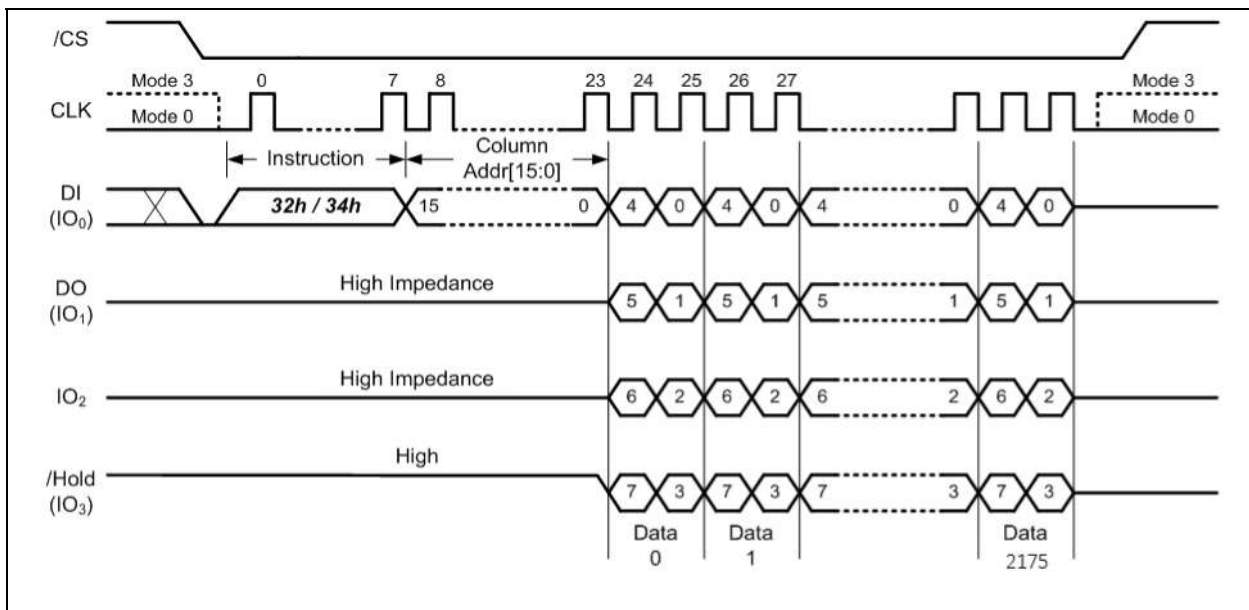 /CS
Mode 3 0 7 8 23 24 25 26 27 Mode 3
CLK
Mode 0 Mode 0
Instruction Column
Addr[15:0]
DI
(IO₀)
32h / 34h 15 0 4 0 4 0 4 0 4 0
High Impedance
DO
(IO₁)
5 1 5 1 5 1 5 1
High Impedance
IO₂ 6 2 6 2 6 2 6 2
High
/Hold
(IO₃)
7 3 7 3 7 3 7 3
Data Data Data
0 1 2175